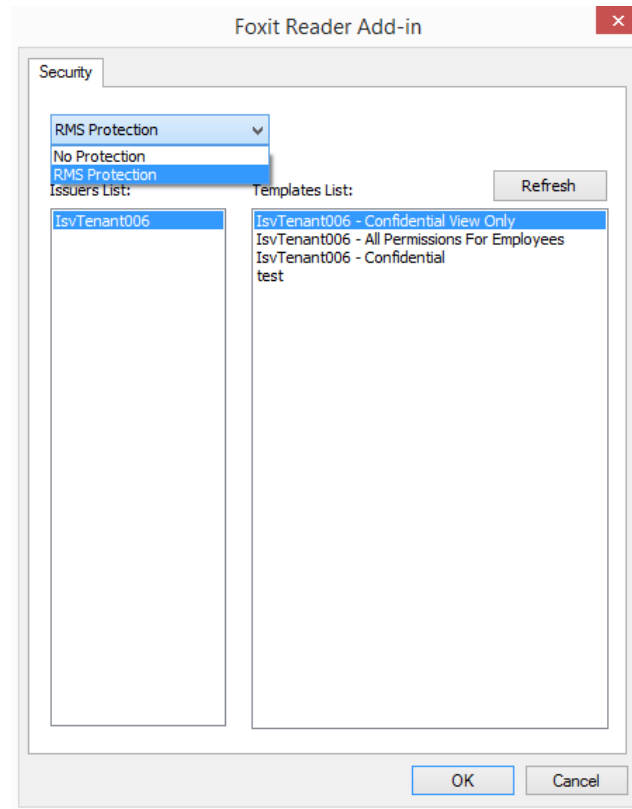 Foxit Reader Add-in
Security
RMS Protection
No Protection
RMS Protection
Issuers List:
Templates List:
Refresh
IsvTenant006
IsvTenant006 - Confidential View Only
IsvTenant006 - All Permissions For Employees
IsvTenant006 - Confidential
test
OK
Cancel